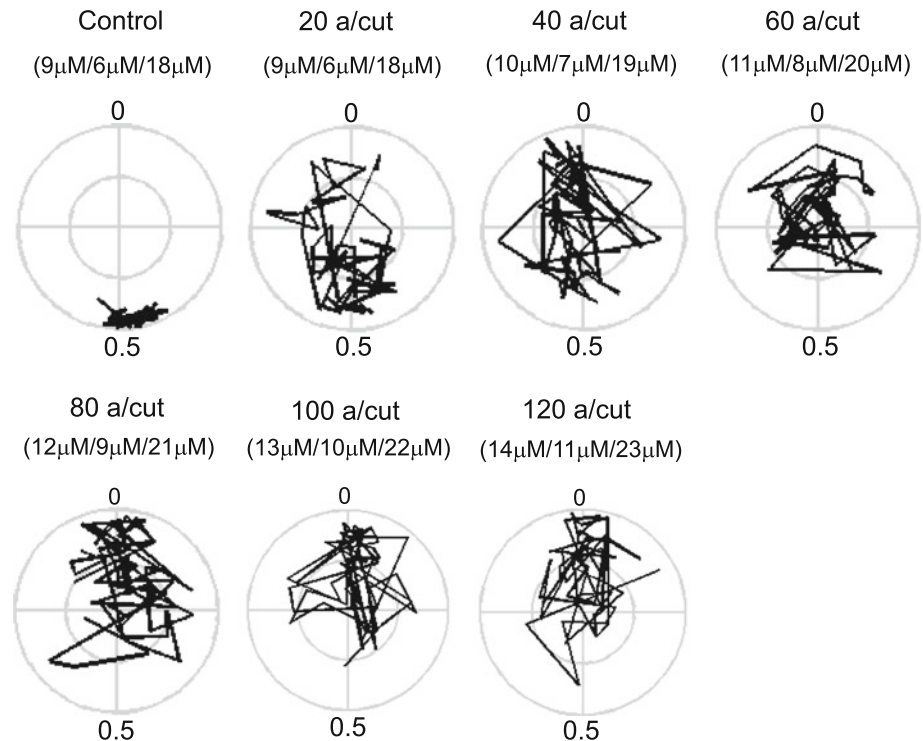 Control 20 a/cut 40 a/cut 60 a/cut
(9µM/6µM/18µM) (9µM/6µM/18µM) (10µM/7µM/19µM) (11µM/8µM/20µM)
0 0 0 0
0.5 0.5 0.5 0.5
80 a/cut 100 a/cut 120 a/cut
(12µM/9µM/21µM) (13µM/10µM/22µM) (14µM/11µM/23µM)
0 0 0
0.5 0.5 0.5